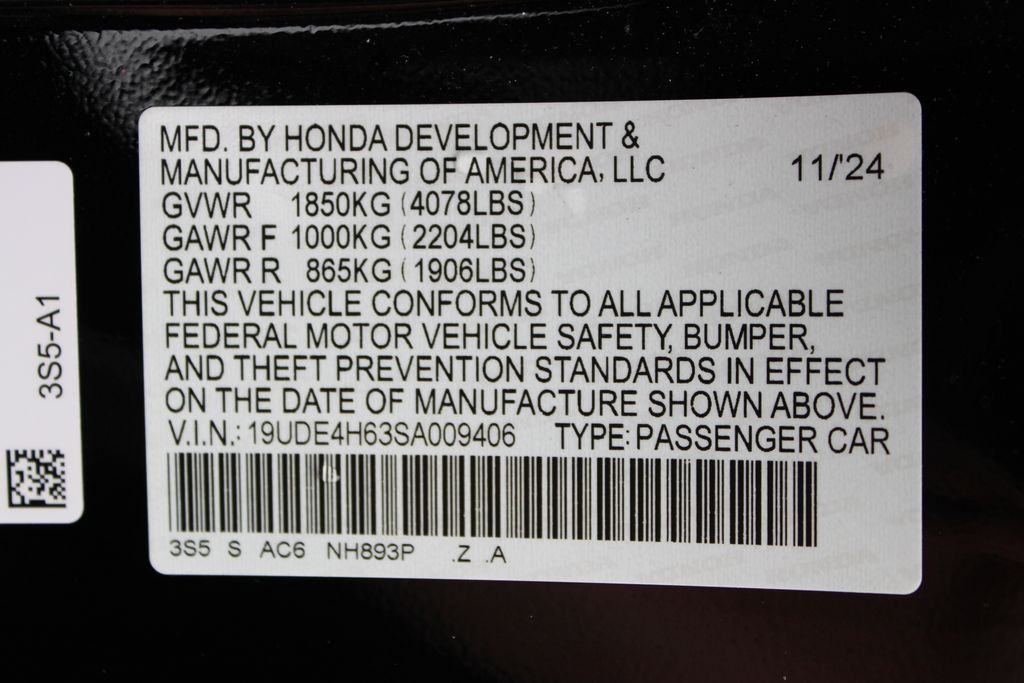 MFD. BY HONDA DEVELOPMENT &
MANUFACTURING OF AMERICA, LLC 11/'24
GVWR 1850KG (4078LBS)
GAWR F 1000KG (2204LBS)
GAWR R 865KG (1906LBS)
THIS VEHICLE CONFORMS TO ALL APPLICABLE
FEDERAL MOTOR VEHICLE SAFETY, BUMPER,
AND THEFT PREVENTION STANDARDS IN EFFECT
ON THE DATE OF MANUFACTURE SHOWN ABOVE.
V.I.N.: 19UDE4H63SA009406 TYPE: PASSENGER CAR
3S5 S AC6 NH893P .Z .A
3S5-A1